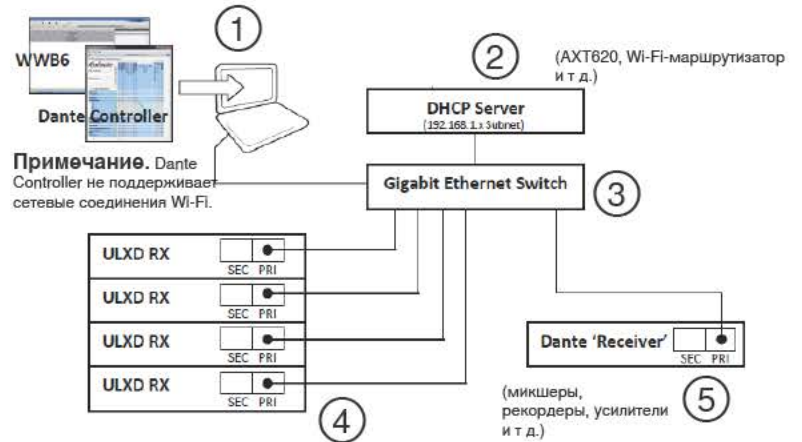 1
WWB6
Dante Controller
Примечание. Dante
Controller не поддерживает
сетевые соединения Wi-Fi.
2
(AXT620, Wi-Fi-маршрутизатор
и т д.)
DHCP Server
(192.168.1.x Subnet)
Gigabit Ethernet Switch
3
ULXD RX
SEC PRI
ULXD RX
SEC PRI
ULXD RX
SEC PRI
ULXD RX
SEC PRI
4
Dante 'Receiver'
SEC PRI
(микшеры,
рекордеры, усилители
и т д.)
5